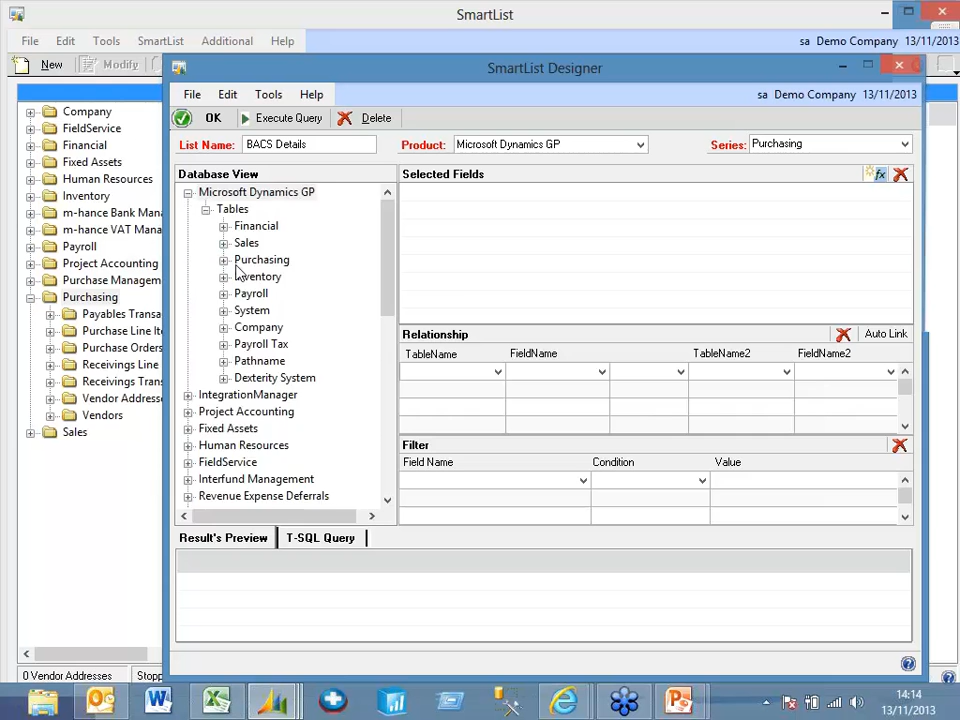 SmartList
File Edit Tools SmartList Additional Help
sa Demo Company 13/11/2013
New Modify
SmartList Designer
File Edit Tools Help
sa Demo Company 13/11/2013
OK Execute Query Delete
List Name: BACS Details Product: Microsoft Dynamics GP Series: Purchasing
Company
FieldService
Financial
Fixed Assets
Human Resources
Inventory
m-hance Bank Mana
m-hance VAT Mana
Payroll
Project Accounting
Purchase Managem
Purchasing
Payables Transa
Purchase Line Ite
Purchase Orders
Receivings Line
Receivings Trans
Vendor Addresse
Vendors
Sales
0 Vendor Addresses Stopp
Database View
Microsoft Dynamics GP
Tables
Financial
Sales
Purchasing
Inventory
Payroll
System
Company
Payroll Tax
Pathname
Dexterity System
IntegrationManager
Project Accounting
Fixed Assets
Human Resources
FieldService
Interfund Management
Revenue Expense Deferrals
Selected Fields
fx
Relationship Auto Link
TableName FieldName TableName2 FieldName2
Filter
Field Name Condition Value
Result's Preview T-SQL Query
14:14
13/11/2013